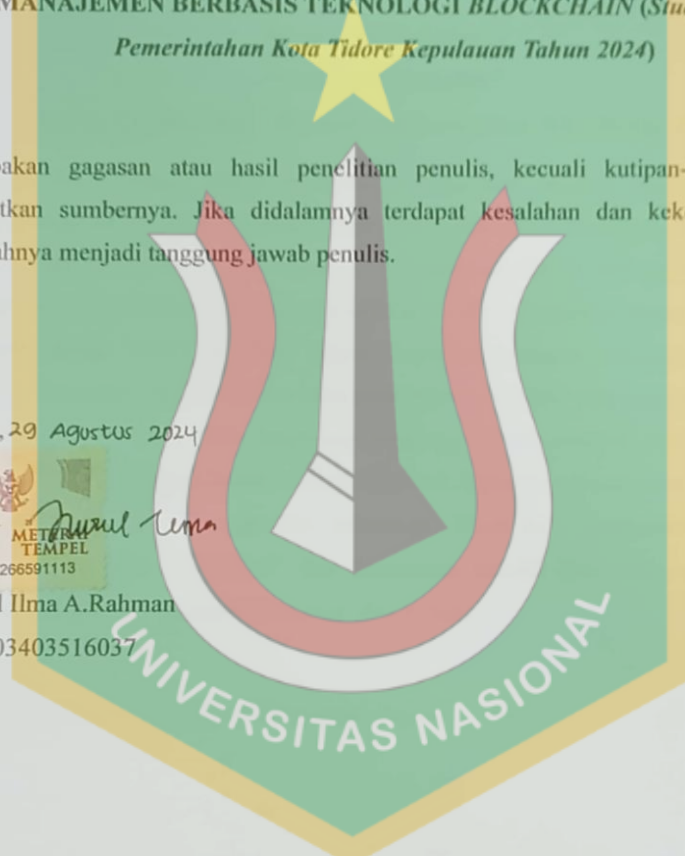 MANAJEMEN BERBASIS TEKNOLOGI BLOCKCHAIN (Stu
Pemerintahan Kota Tidore Kepulauan Tahun 2024)
akan gagasan atau hasil penelitian penulis, kecuali kutipan-
tkan sumbernya. Jika didalamnya terdapat kesalahan dan kek
hnya menjadi tanggung jawab penulis.
, 29 Agustus 2024
Nurul Ilma
METERAI
TEMPEL
266591113
l Ilma A.Rahman
03403516037
UNIVERSITAS NASIONAL